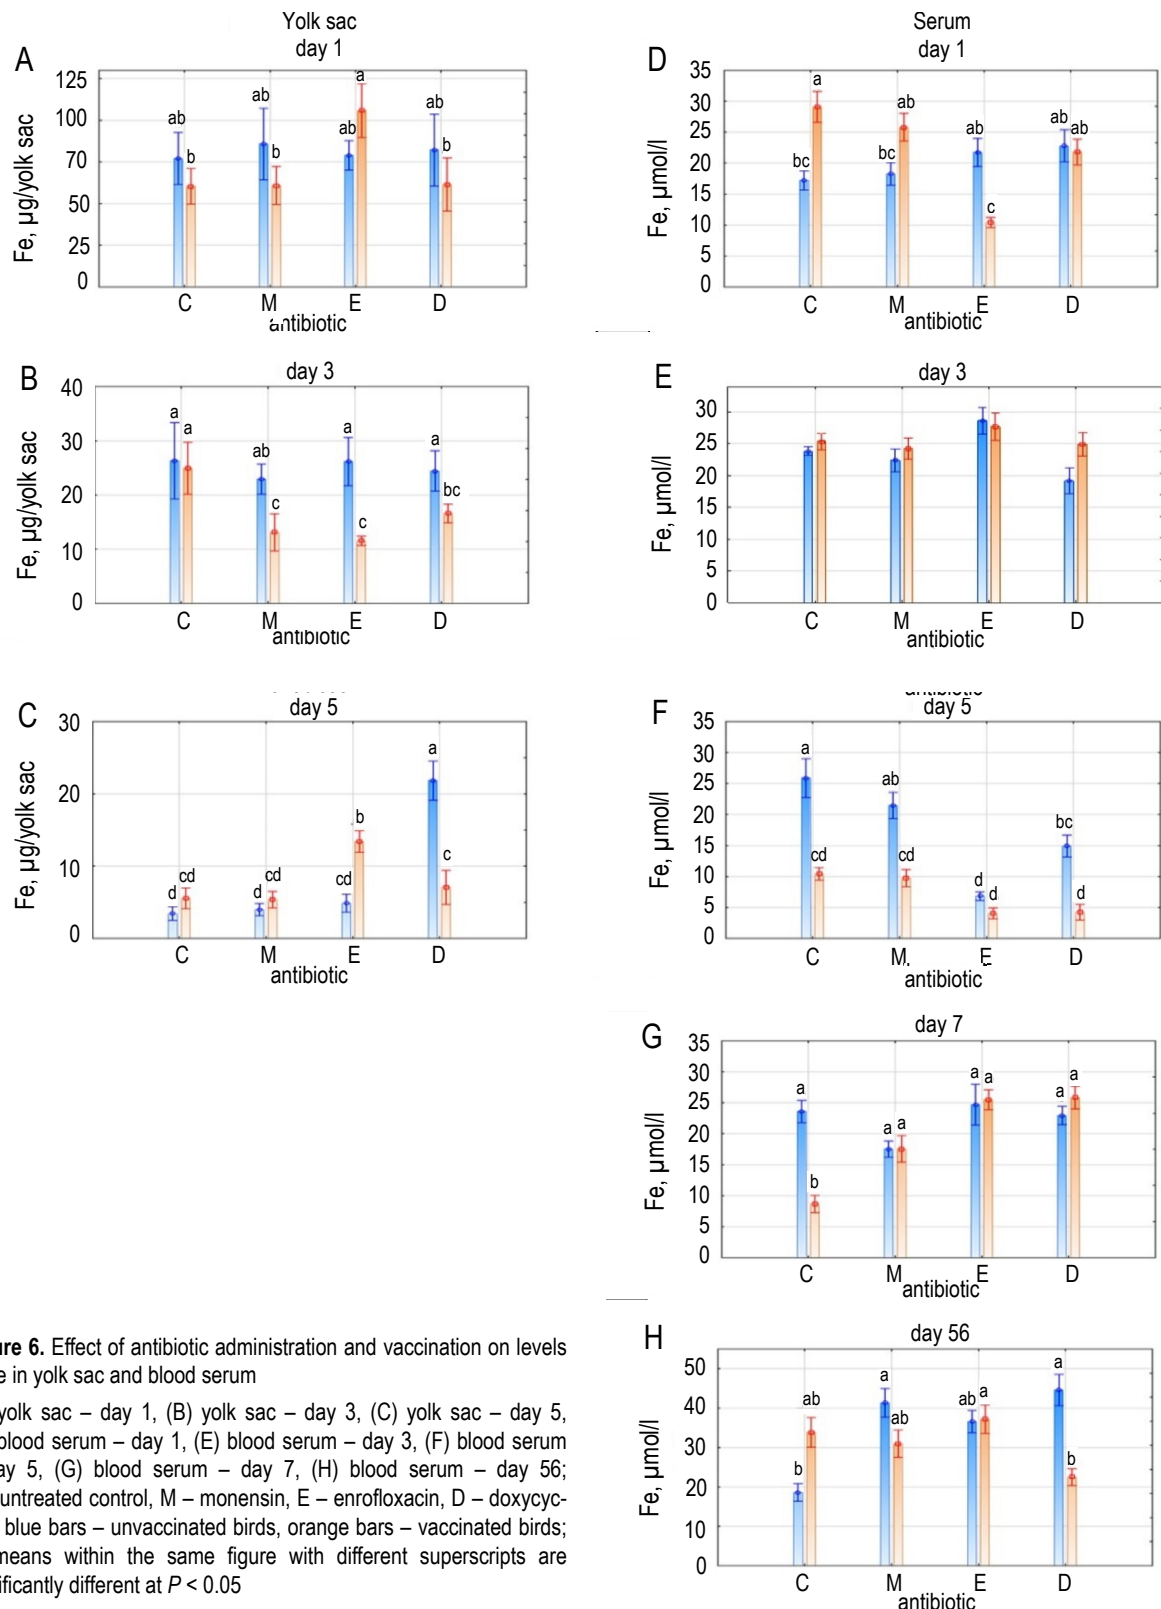 Yolk sac
day 1
A
Fe, µg/yolk sac
125
100
70
50
25
0
ab b ab b ab a ab b
C M E D
antibiotic
B
day 3
Fe, µg/yolk sac
40
30
20
10
0
a a ab c a c a bc
C M E D
antibiotic
C
day 5
Fe, µg/yolk sac
30
20
10
0
d cd d cd cd b a c
C M E D
antibiotic
Serum
day 1
D
Fe, µmol/l
35
30
25
20
15
10
5
0
bc a bc ab ab c ab ab
C M E D
antibiotic
E
day 3
Fe, µmol/l
30
25
20
15
10
5
0
C M E D
antibiotic
F
day 5
Fe, µmol/l
35
30
25
20
15
10
5
0
a cd ab cd d d bc d
C M E D
antibiotic
G
day 7
Fe, µmol/l
35
30
25
20
15
10
5
0
a b a a a a a a
C M E D
antibiotic
H
day 56
Fe, µmol/l
50
40
30
20
10
0
b ab a ab ab a a b
C M E D
antibiotic
ure 6. Effect of antibiotic administration and vaccination on levels
e in yolk sac and blood serum
yolk sac – day 1, (B) yolk sac – day 3, (C) yolk sac – day 5,
blood serum – day 1, (E) blood serum – day 3, (F) blood serum
ay 5, (G) blood serum – day 7, (H) blood serum – day 56;
untreated control, M – monensin, E – enrofloxacin, D – doxycyc-
blue bars – unvaccinated birds, orange bars – vaccinated birds;
means within the same figure with different superscripts are
ificantly different at P < 0.05